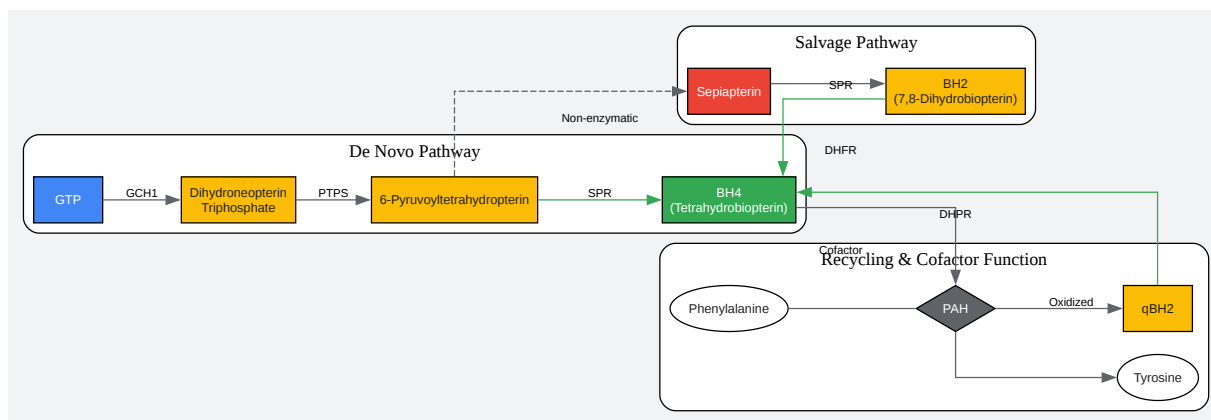 Salvage Pathway
Sepiapterin
SPR
BH2
(7,8-Dihydrobiopterin)
Non-enzymatic
DHFR
De Novo Pathway
GTP
GCH1
Dihydroneopterin
Triphosphate
PTPS
6-Pyruvoyltetrahydropterin
SPR
BH4
(Tetrahydrobiopterin)
DHPR
Cofactor
Recycling & Cofactor Function
Phenylalanine
PAH
Oxidized
qBH2
Tyrosine